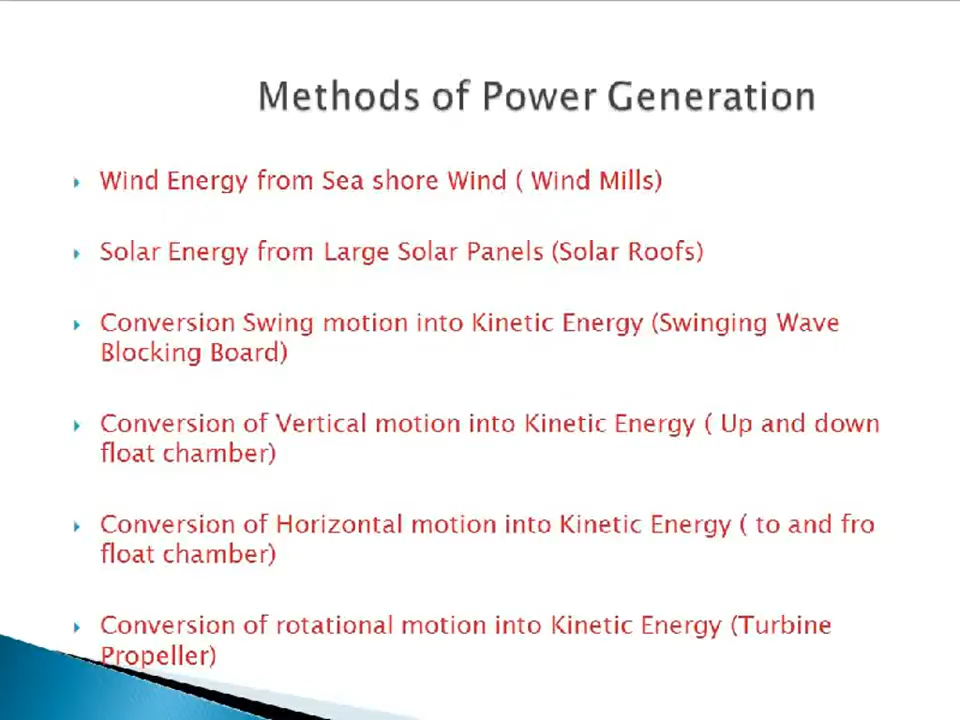 Methods of Power Generation
Wind Energy from Sea shore Wind ( Wind Mills)
Solar Energy from Large Solar Panels (Solar Roofs)
Conversion Swing motion into Kinetic Energy (Swinging Wave
Blocking Board)
Conversion of Vertical motion into Kinetic Energy ( Up and down
float chamber)
Conversion of Horizontal motion into Kinetic Energy ( to and fro
float chamber)
Conversion of rotational motion into Kinetic Energy (Turbine
Propeller)